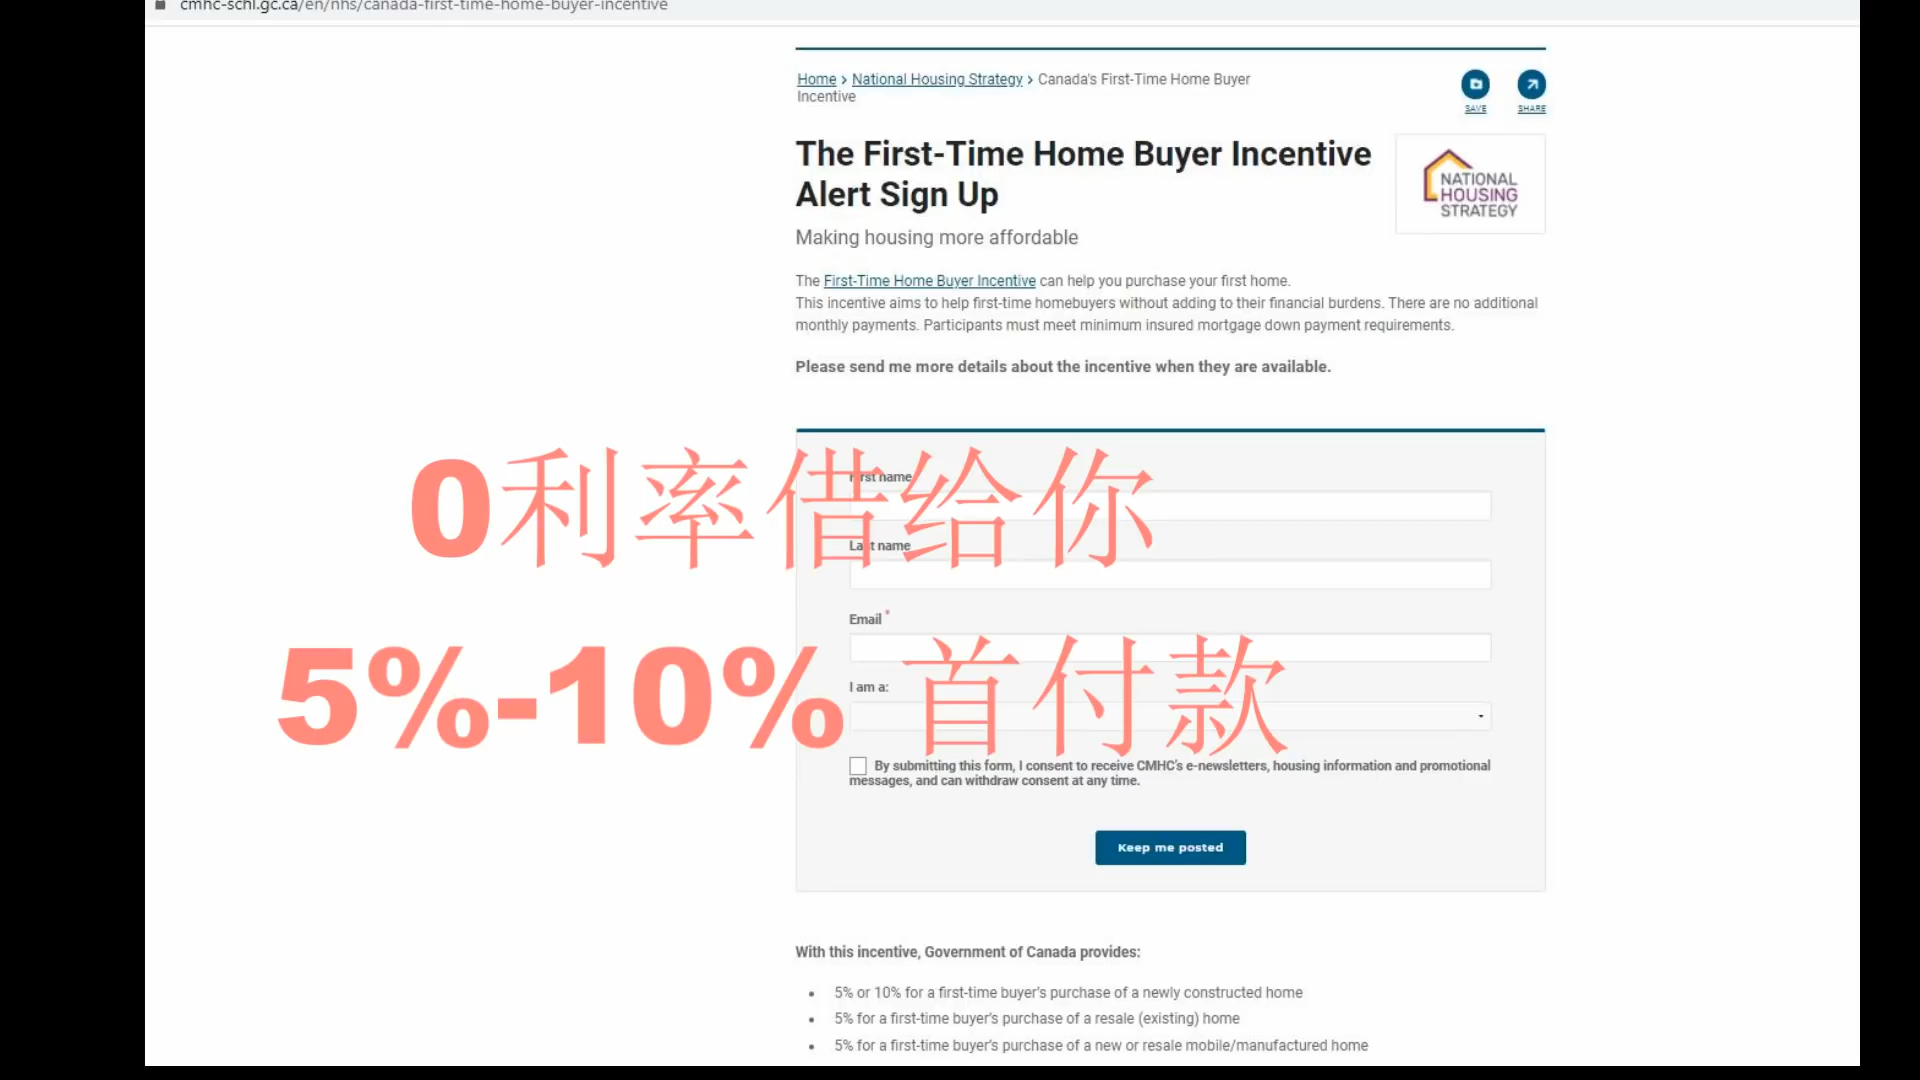 cmhc-schl.gc.ca/en/nhs/canada-first-time-home-buyer-incentive
Home > National Housing Strategy > Canada's First-Time Home Buyer
Incentive
SAVE
SHARE
The First-Time Home Buyer Incentive
Alert Sign Up
NATIONAL
HOUSING
STRATEGY
Making housing more affordable
The First-Time Home Buyer Incentive can help you purchase your first home.
This incentive aims to help first-time homebuyers without adding to their financial burdens. There are no additional
monthly payments. Participants must meet minimum insured mortgage down payment requirements.
Please send me more details about the incentive when they are available.
First name
0利率借给你
Last name
Email *
5%-10% 首付款
I am a:
By submitting this form, I consent to receive CMHC's e-newsletters, housing information and promotional
messages, and can withdraw consent at any time.
Keep me posted
With this incentive, Government of Canada provides:
• 5% or 10% for a first-time buyer's purchase of a newly constructed home
• 5% for a first-time buyer's purchase of a resale (existing) home
• 5% for a first-time buyer's purchase of a new or resale mobile/manufactured home